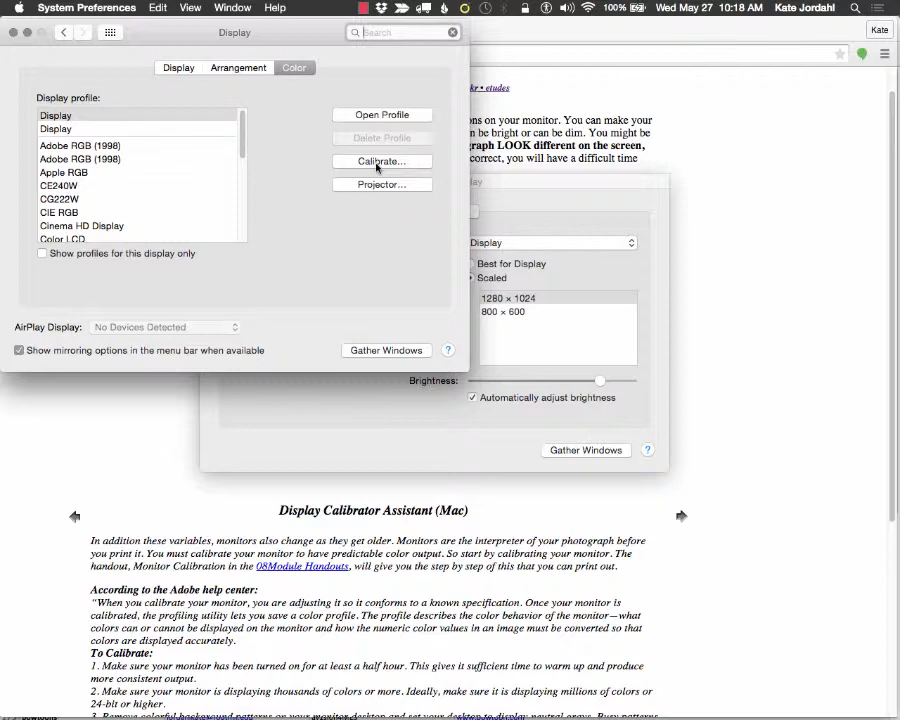 System Preferences Edit View Window Help 100% Wed May 27 10:18 AM Kate Jordahl
Display
Search
Kate
Display Arrangement Color
kr • etudes
Display profile:
Display
Display
Adobe RGB (1998)
Adobe RGB (1998)
Apple RGB
CE240W
CG222W
CIE RGB
Cinema HD Display
Color LCD
Open Profile
Delete Profile
Calibrate...
Projector...
Show profiles for this display only
AirPlay Display: No Devices Detected
Show mirroring options in the menu bar when available
Gather Windows
?
ons on your monitor. You can make your
n be bright or can be dim. You might be
graph LOOK different on the screen,
correct, you will have a difficult time
lay
Display
Best for Display
Scaled
1280 × 1024
800 × 600
Brightness:
Automatically adjust brightness
Gather Windows
?
Display Calibrator Assistant (Mac)
In addition these variables, monitors also change as they get older. Monitors are the interpreter of your photograph before
you print it. You must calibrate your monitor to have predictable color output. So start by calibrating your monitor. The
handout, Monitor Calibration in the 08Module Handouts, will give you the step by step of this that you can print out.
According to the Adobe help center:
"When you calibrate your monitor, you are adjusting it so it conforms to a known specification. Once your monitor is
calibrated, the profiling utility lets you save a color profile. The profile describes the color behavior of the monitor—what
colors can or cannot be displayed on the monitor and how the numeric color values in an image must be converted so that
colors are displayed accurately.
To Calibrate:
1. Make sure your monitor has been turned on for at least a half hour. This gives it sufficient time to warm up and produce
more consistent output.
2. Make sure your monitor is displaying thousands of colors or more. Ideally, make sure it is displaying millions of colors or
24-bit or higher.